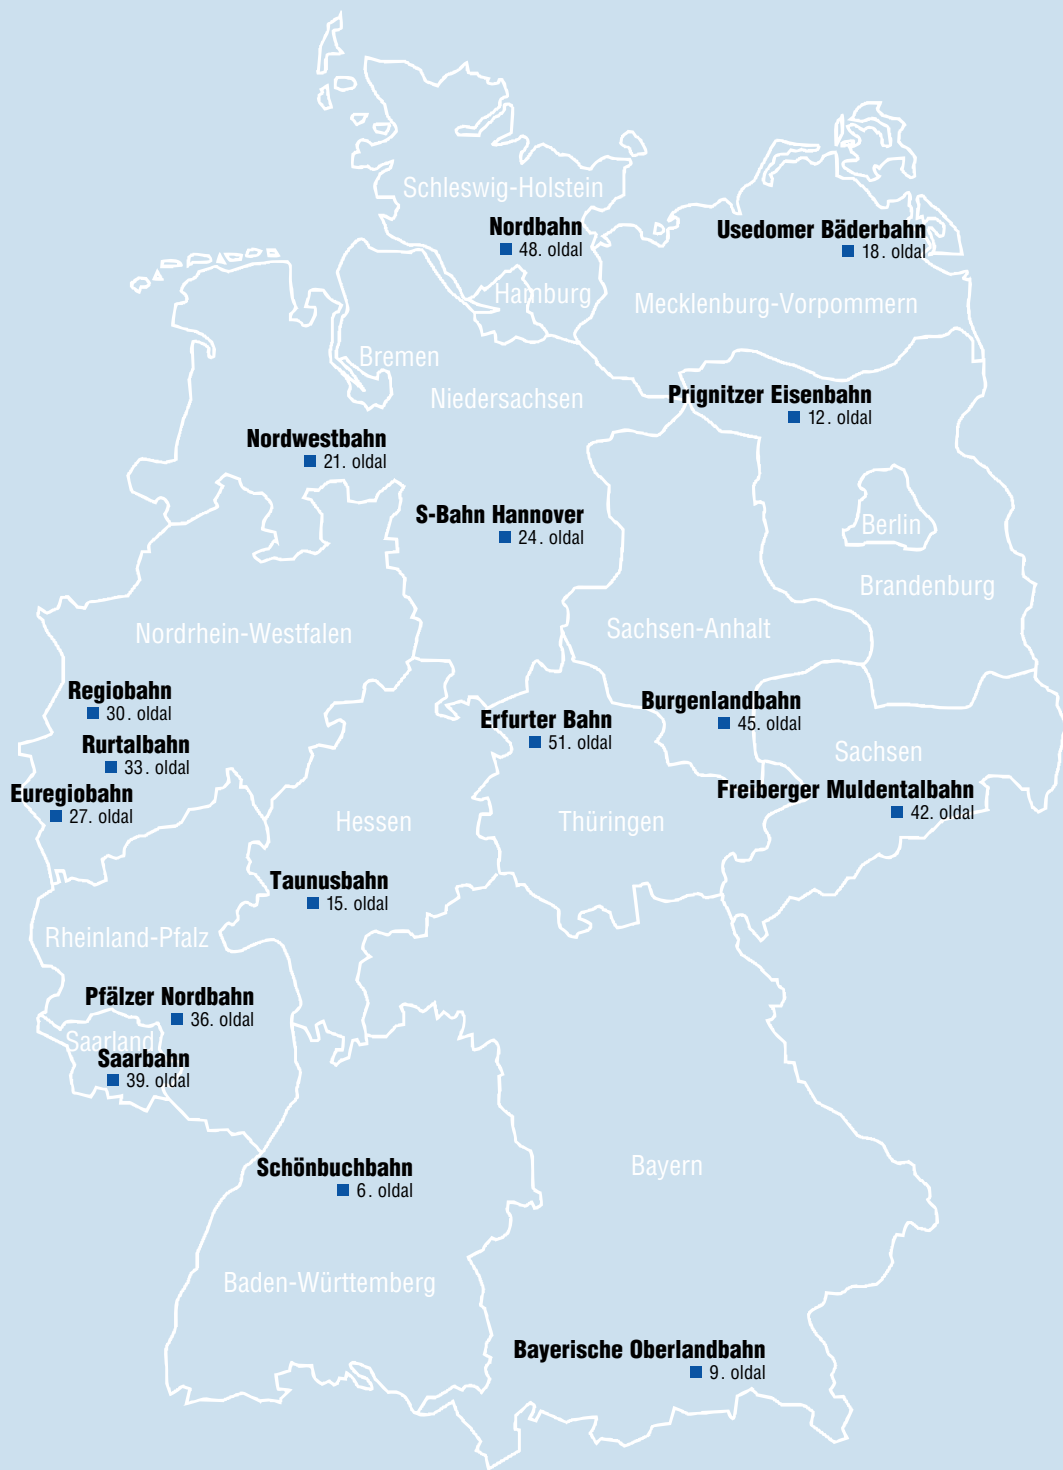 Schleswig-Holstein
Nordbahn
48. oldal
Usedomer Bäderbahn
18. oldal
Hamburg
Mecklenburg-Vorpommern
Bremen
Niedersachsen
Prignitzer Eisenbahn
12. oldal
Nordwestbahn
21. oldal
S-Bahn Hannover
24. oldal
Berlin
Brandenburg
Nordrhein-Westfalen
Sachsen-Anhalt
Regiobahn
30. oldal
Erfurter Bahn
51. oldal
Burgenlandbahn
45. oldal
Rurtalbahn
33. oldal
Sachsen
Euregiobahn
27. oldal
Hessen
Thüringen
Freiberger Muldentalbahn
42. oldal
Taunusbahn
15. oldal
Rheinland-Pfalz
Pfälzer Nordbahn
36. oldal
Saarland
Saarbahn
39. oldal
Schönbuchbahn
6. oldal
Bayern
Baden-Württemberg
Bayerische Oberlandbahn
9. oldal